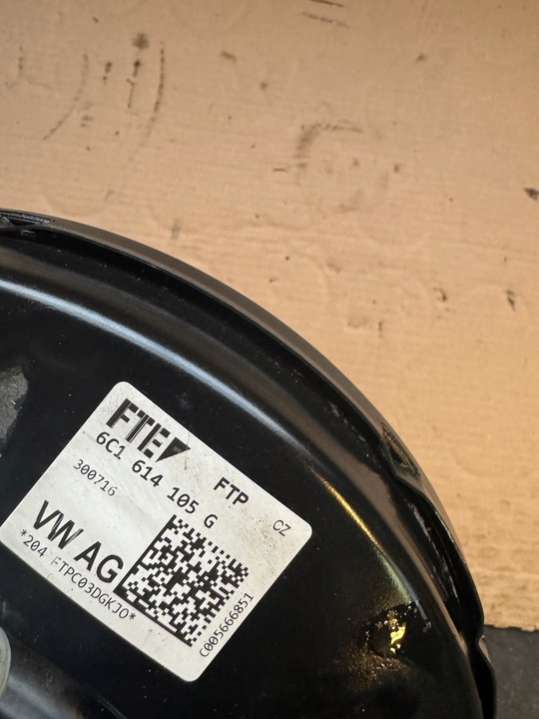 FTE
FTP CZ
6C1 614 105 G
300716
VW AG
*204 FTPC03DGKJO*
C005666851